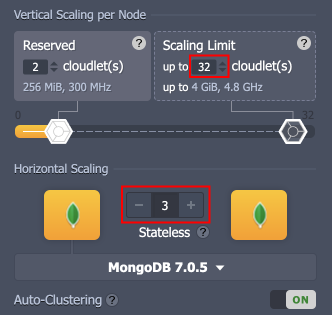 Vertical Scaling per Node
Reserved ?
2 cloudlet(s)
256 MiB, 300 MHz
Scaling Limit ?
up to 32 cloudlet(s)
up to 4 GiB, 4.8 GHz
0 32
Horizontal Scaling
− 3 +
Stateless ?
MongoDB 7.0.5
Auto-Clustering ? ON